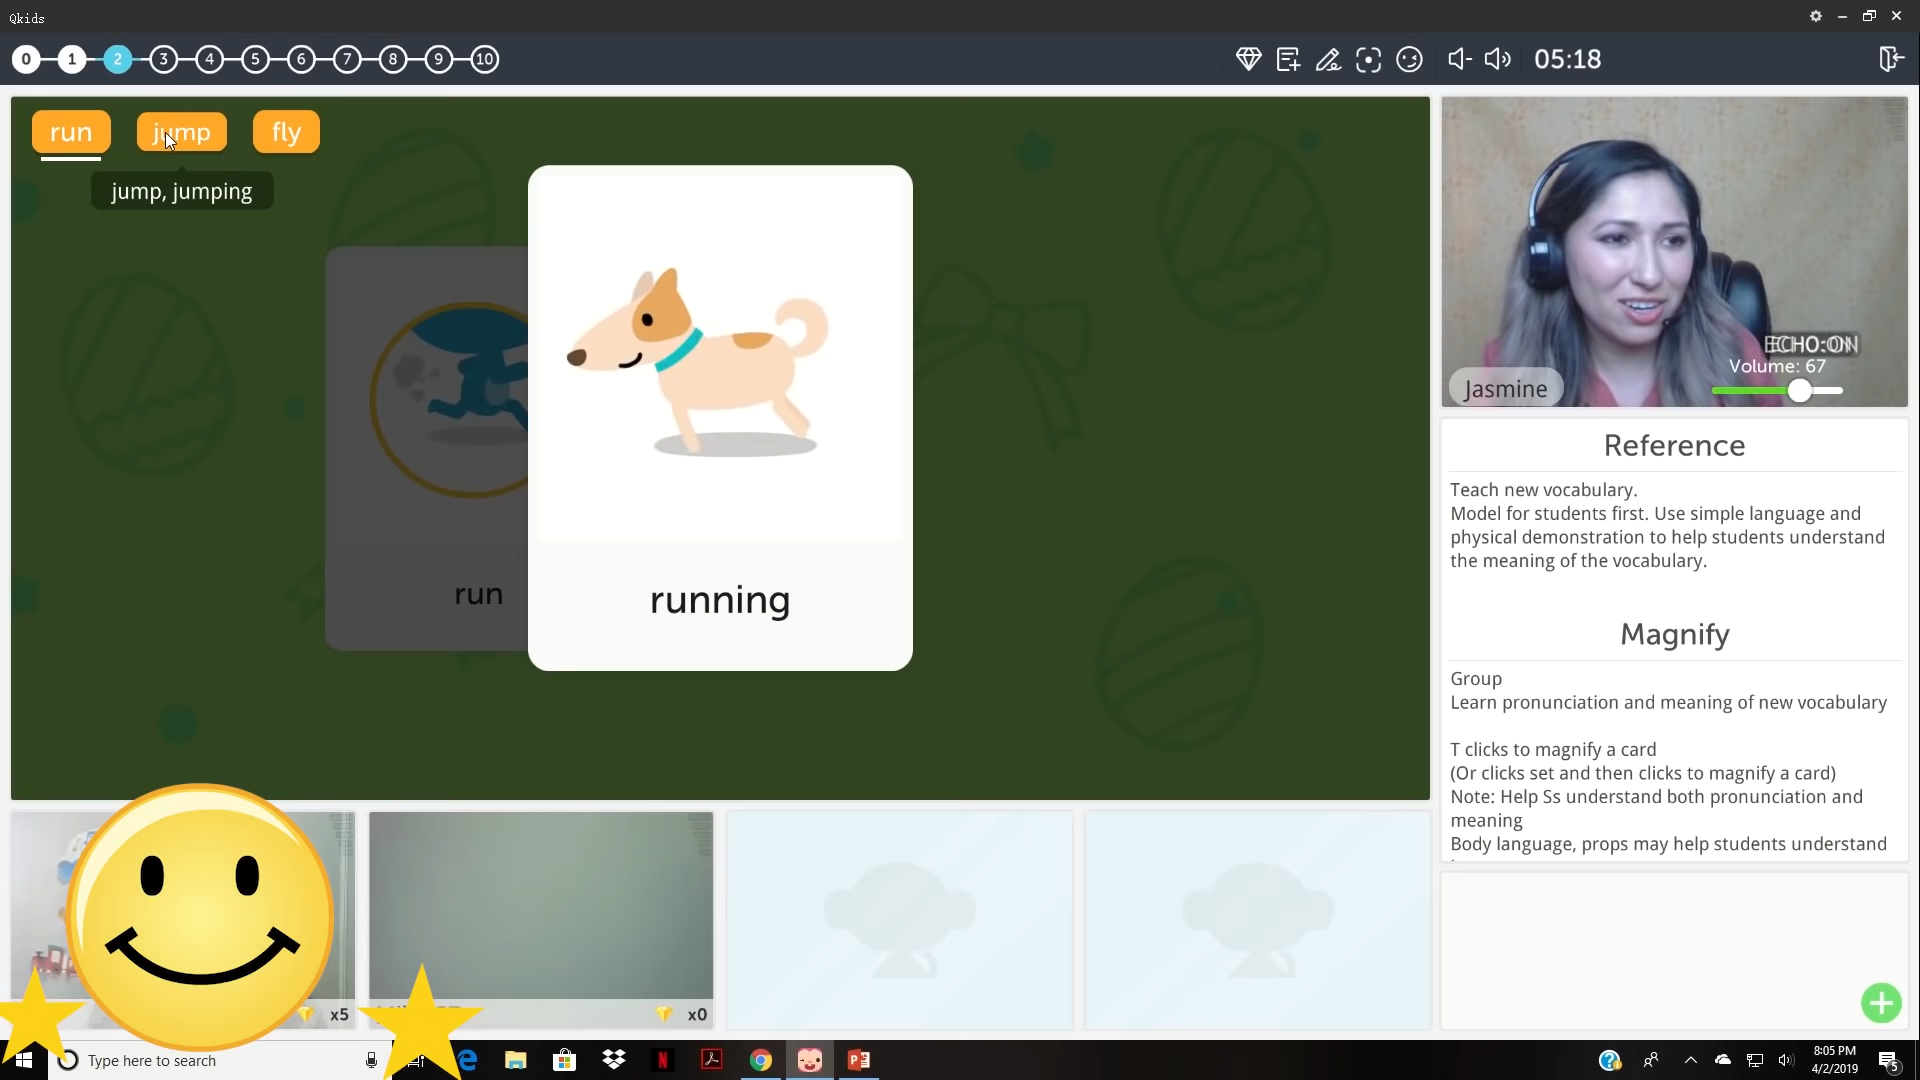 Qkids
0 1 2 3 4 5 6 7 8 9 10
05:18
run
jump
fly
jump, jumping
run
running
ECHO:ON
Volume: 67
Jasmine
Reference
Teach new vocabulary.
Model for students first. Use simple language and
physical demonstration to help students understand
the meaning of the vocabulary.
Magnify
Group
Learn pronunciation and meaning of new vocabulary
T clicks to magnify a card
(Or clicks set and then clicks to magnify a card)
Note: Help Ss understand both pronunciation and
meaning
Body language, props may help students understand
x5
x0
Type here to search
8:05 PM
4/2/2019
5